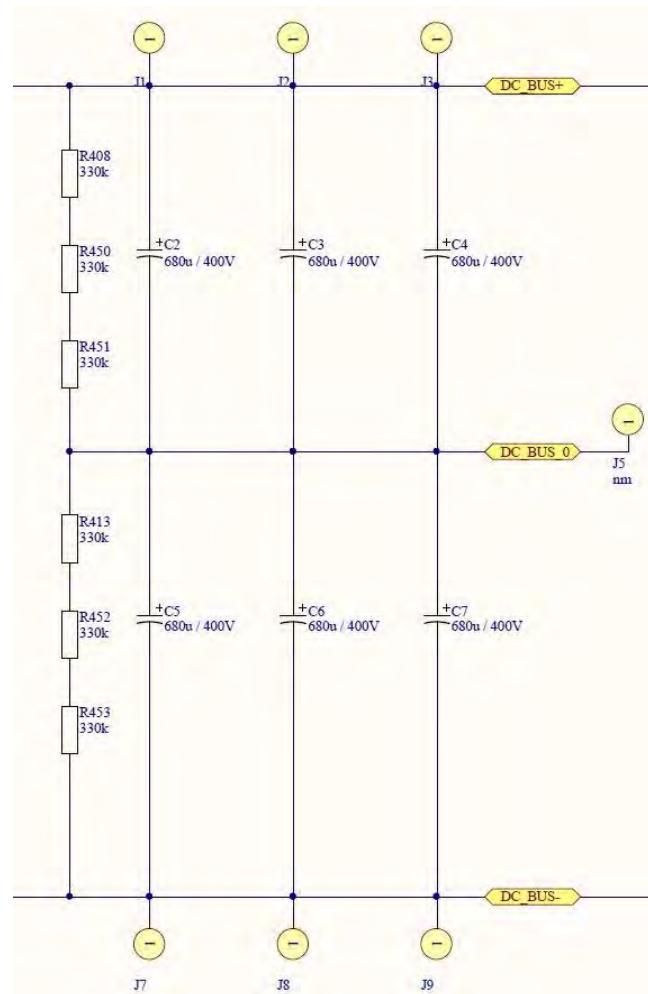 J1
J2
J3
DC_BUS+
R408
330k
+C2
680u / 400V
+C3
680u / 400V
+C4
680u / 400V
R450
330k
R451
330k
DC_BUS_0
J5
nm
R413
330k
+C5
680u / 400V
+C6
680u / 400V
+C7
680u / 400V
R452
330k
R453
330k
DC_BUS-
J7
J8
J9